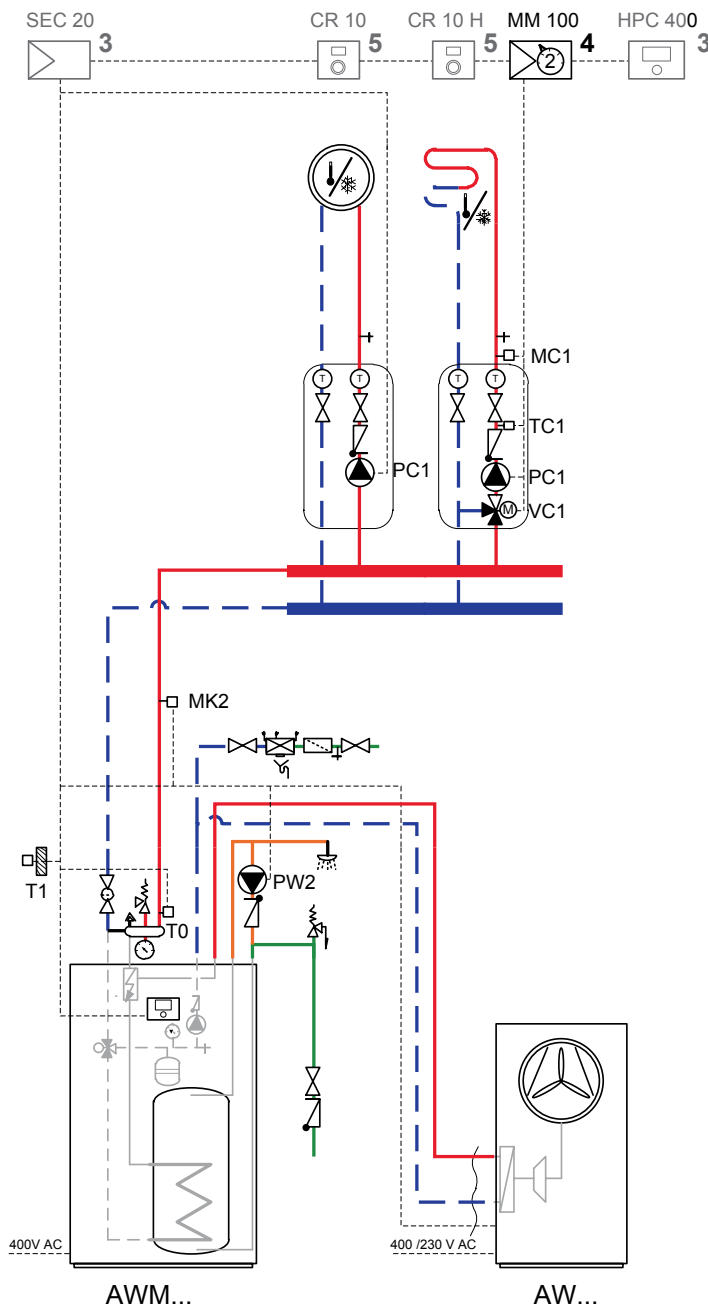 SEC 20
3
CR 10
5
CR 10 H
5
MM 100
4
2
HPC 400
3
MC1
T T T T
TC1
PC1
PC1
M
VC1
MK2
T1
PW2
T0
400V AC
400 /230 V AC
AWM...
AW...